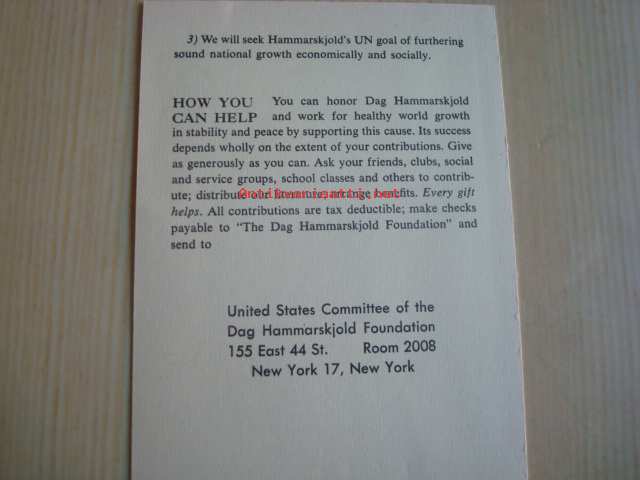 3) We will seek Hammarskjold's UN goal of furthering
sound national growth economically and socially.
HOW YOU CAN HELP You can honor Dag Hammarskjold
and work for healthy world growth
in stability and peace by supporting this cause. Its success
depends wholly on the extent of your contributions. Give
as generously as you can. Ask your friends, clubs, social
and service groups, school classes and others to contrib-
ute; distribute our literature, arrange benefits. Every gift
helps. All contributions are tax deductible; make checks
payable to "The Dag Hammarskjold Foundation" and
send to
United States Committee of the
Dag Hammarskjold Foundation
155 East 44 St. Room 2008
New York 17, New York